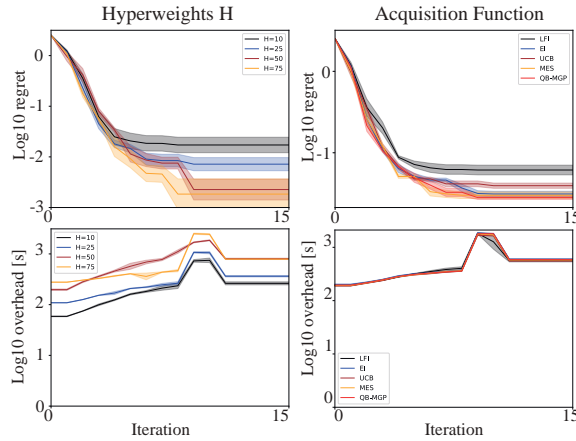 Hyperweights H
Acquisition Function
Log10 regret
0
-1
-2
-3
0
15
H=10
H=25
H=50
H=75
Log10 regret
0
-1
0
15
LFI
EI
UCB
MES
QB-MGP
Log10 overhead [s]
3
2
1
0
0
15
Iteration
H=10
H=25
H=50
H=75
Log10 overhead [s]
3
2
1
0
0
15
Iteration
LFI
EI
UCB
MES
QB-MGP